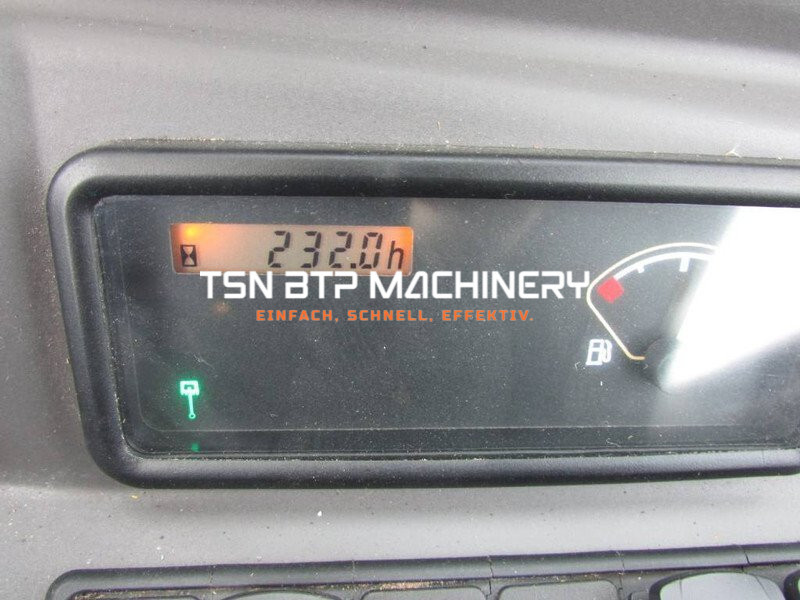 232.0h
TSN BTP MACHINERY
EINFACH, SCHNELL, EFFEKTIV.